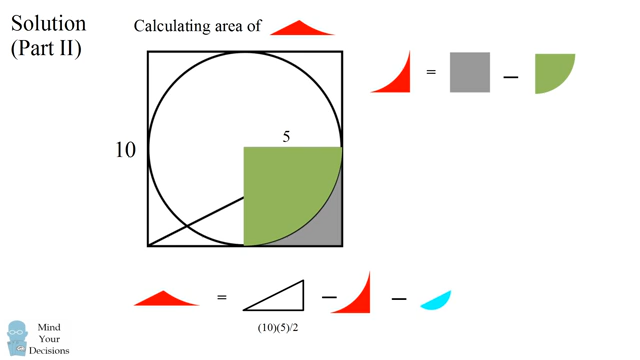 Solution
(Part II)
Calculating area of
5
10
=
−
=
−
−
(10)(5)/2
Mind
Your
Decisions